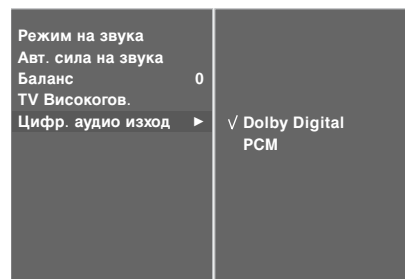 Режим на звука
Авт. сила на звука
Баланс 0
TV Високогов.
Цифр. аудио изход ►
√ Dolby Digital
PCM